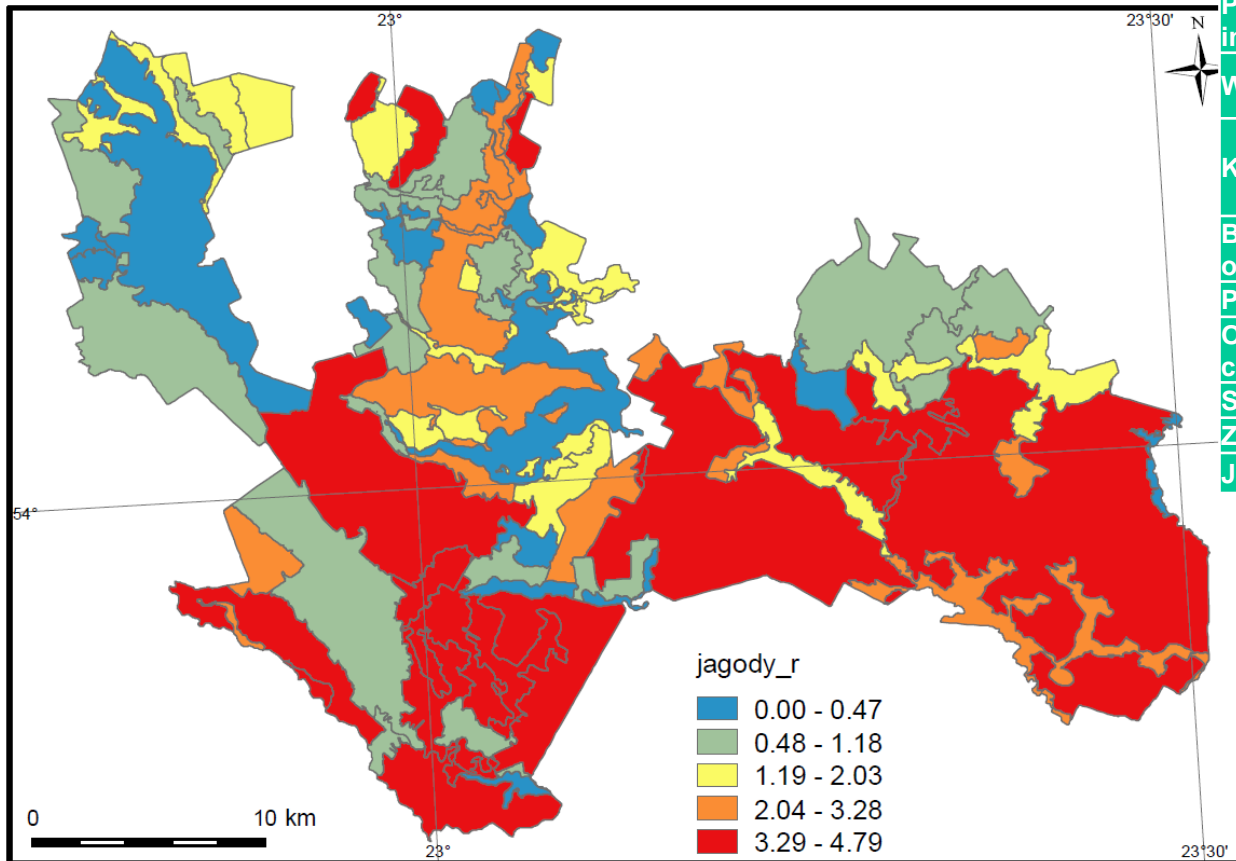 23°
23°30'
N
P
in
W
K
B
o
P
O
c
S
Z
J
54°
jagody_r
0.00 - 0.47
0.48 - 1.18
1.19 - 2.03
2.04 - 3.28
3.29 - 4.79
0
10 km
23°
23°30'